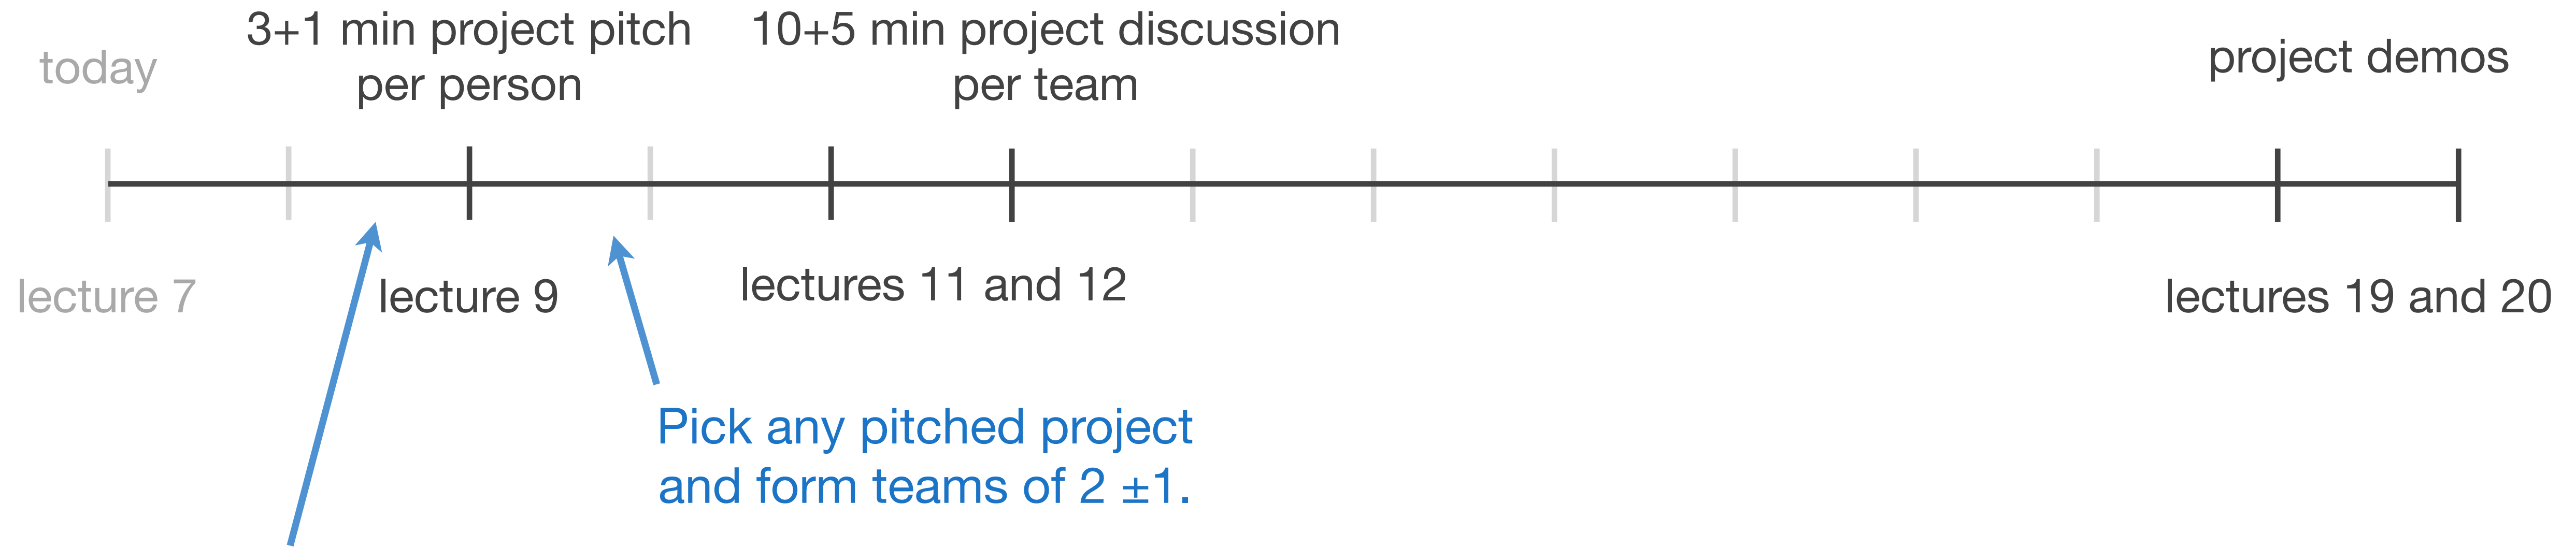 today
3+1 min project pitch
per person
10+5 min project discussion
per team
project demos
lecture 7
lecture 9
lectures 11 and 12
lectures 19 and 20
Pick any pitched project
and form teams of 2 ±1.